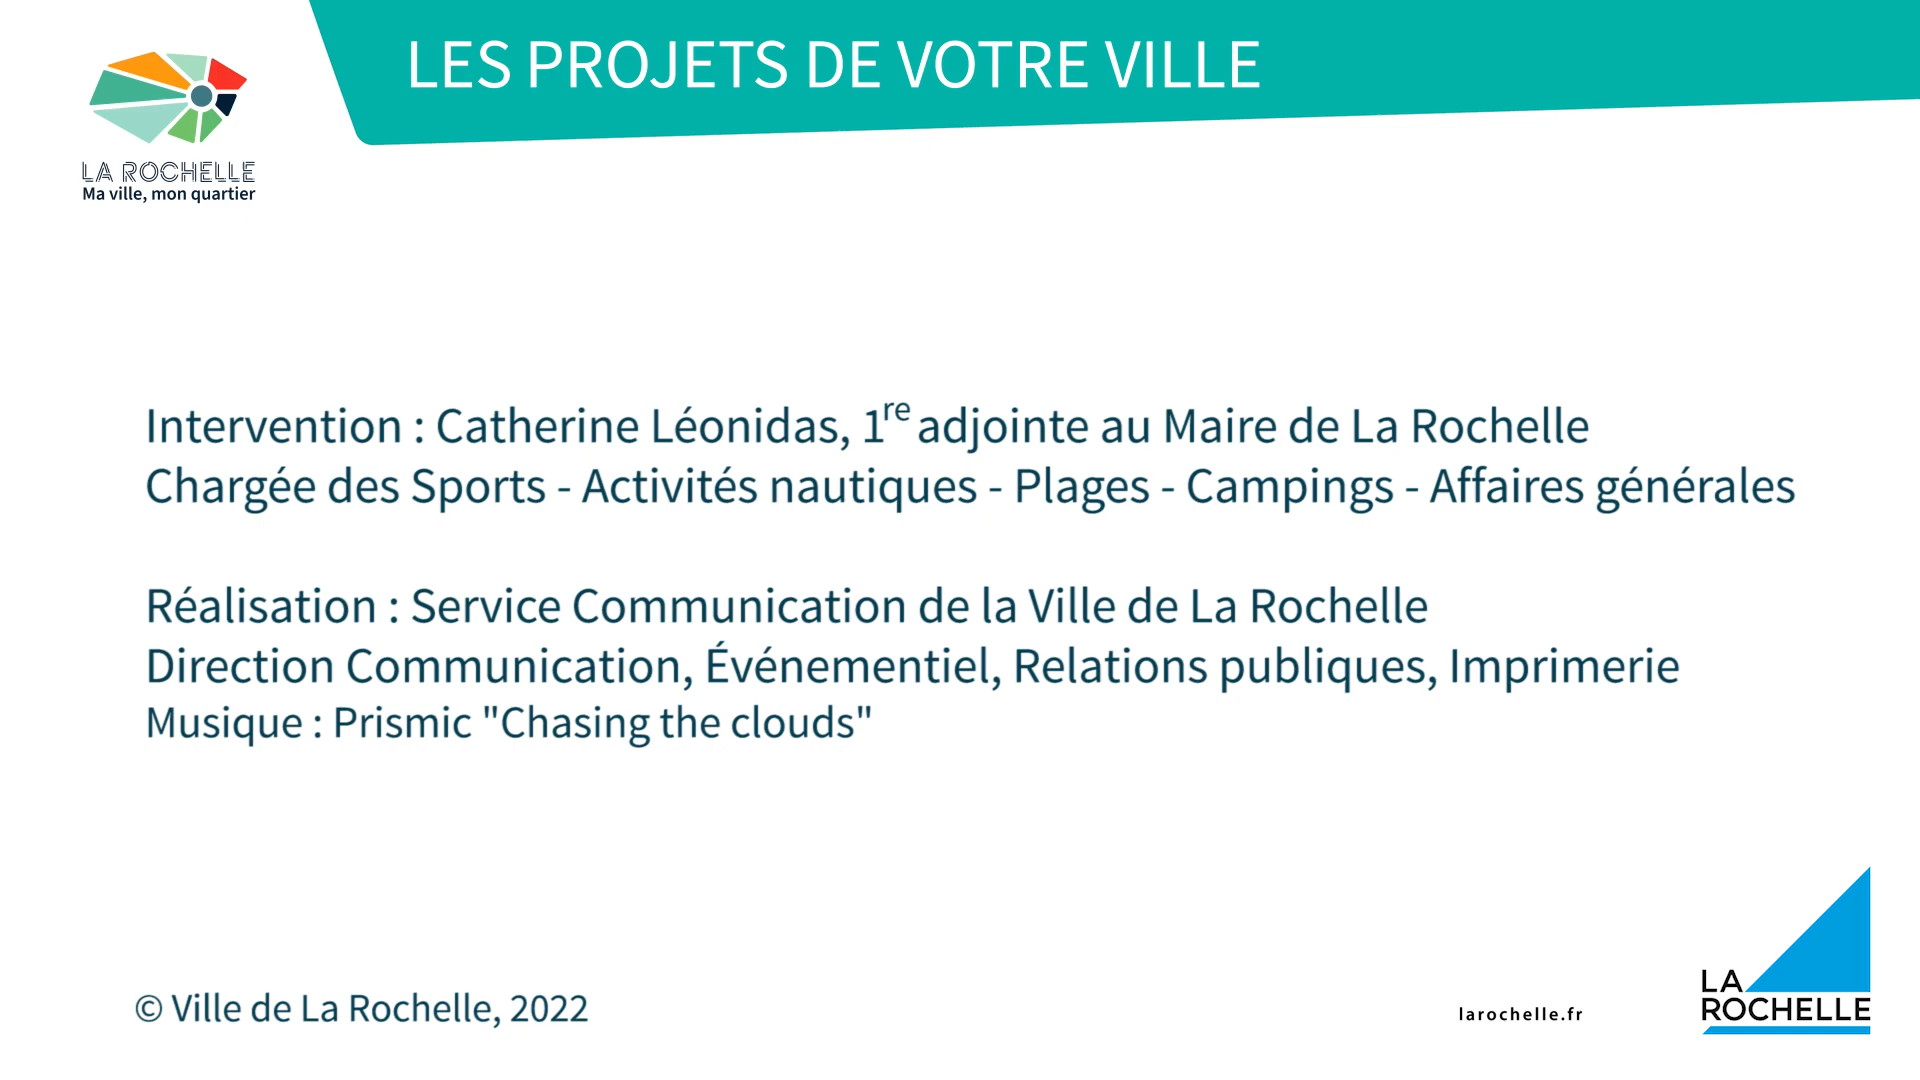 LES PROJETS DE VOTRE VILLE
LA ROCHELLE
Ma ville, mon quartier
Intervention : Catherine Léonidas, 1re adjointe au Maire de La Rochelle
Chargée des Sports - Activités nautiques - Plages - Campings - Affaires générales
Réalisation : Service Communication de la Ville de La Rochelle
Direction Communication, Événementiel, Relations publiques, Imprimerie
Musique : Prismic "Chasing the clouds"
© Ville de La Rochelle, 2022
larochelle.fr
LA
ROCHELLE